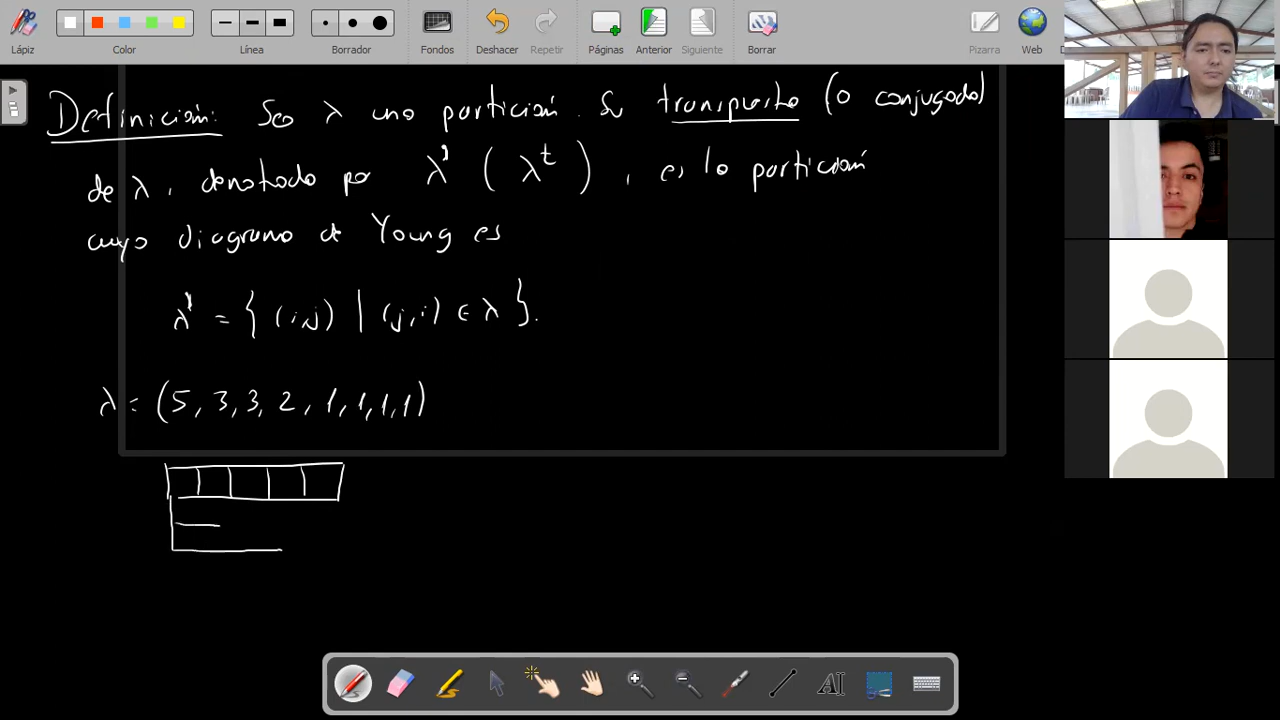 Lápiz Color Línea Borrador Fondos Deshacer Repetir Páginas Anterior Siguiente Borrar Pizarra Web
Definición: Sea λ una partición. Su transpuesta (o conjugada)
de λ, denotada por λ' (λᵗ), es la partición
cuyo diagrama de Young es
λ' = { (i,j) | (j,i) ∈ λ }.
λ = (5, 3, 3, 2, 1, 1, 1, 1)
AI